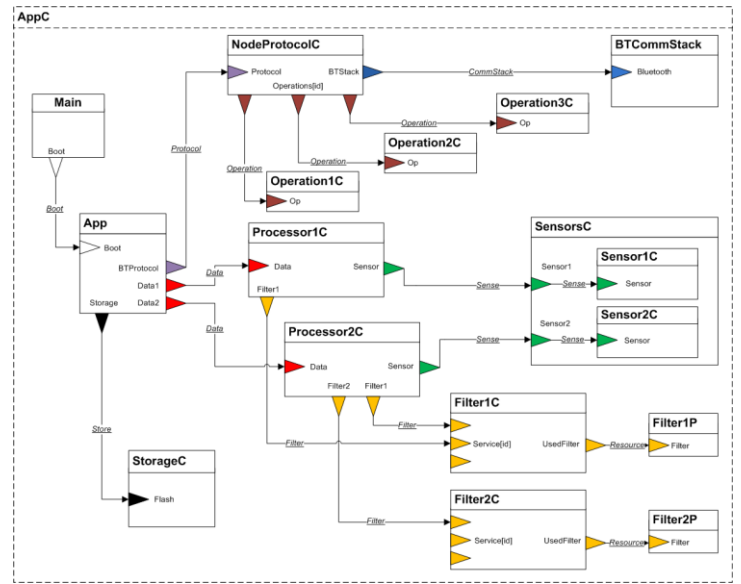 AppC
NodeProtocolC
Protocol
BTStack
Operations[id]
CommStack
BTCommStack
Bluetooth
Main
Boot
Boot
Protocol
Operation
Operation
Operation
Operation3C
Op
Operation2C
Op
Operation1C
Op
App
Boot
BTProtocol
Data1
Data2
Storage
Data
Data
Processor1C
Data
Sensor
Filter1
Sense
SensorsC
Sensor1
Sense
Sensor1C
Sensor
Sensor2
Sense
Sensor2C
Sensor
Processor2C
Data
Sensor
Filter2
Filter1
Sense
Filter
Filter
Filter1C
Service[id]
UsedFilter
Resource
Filter1P
Filter
Store
StorageC
Flash
Filter
Filter2C
Service[id]
UsedFilter
Resource
Filter2P
Filter